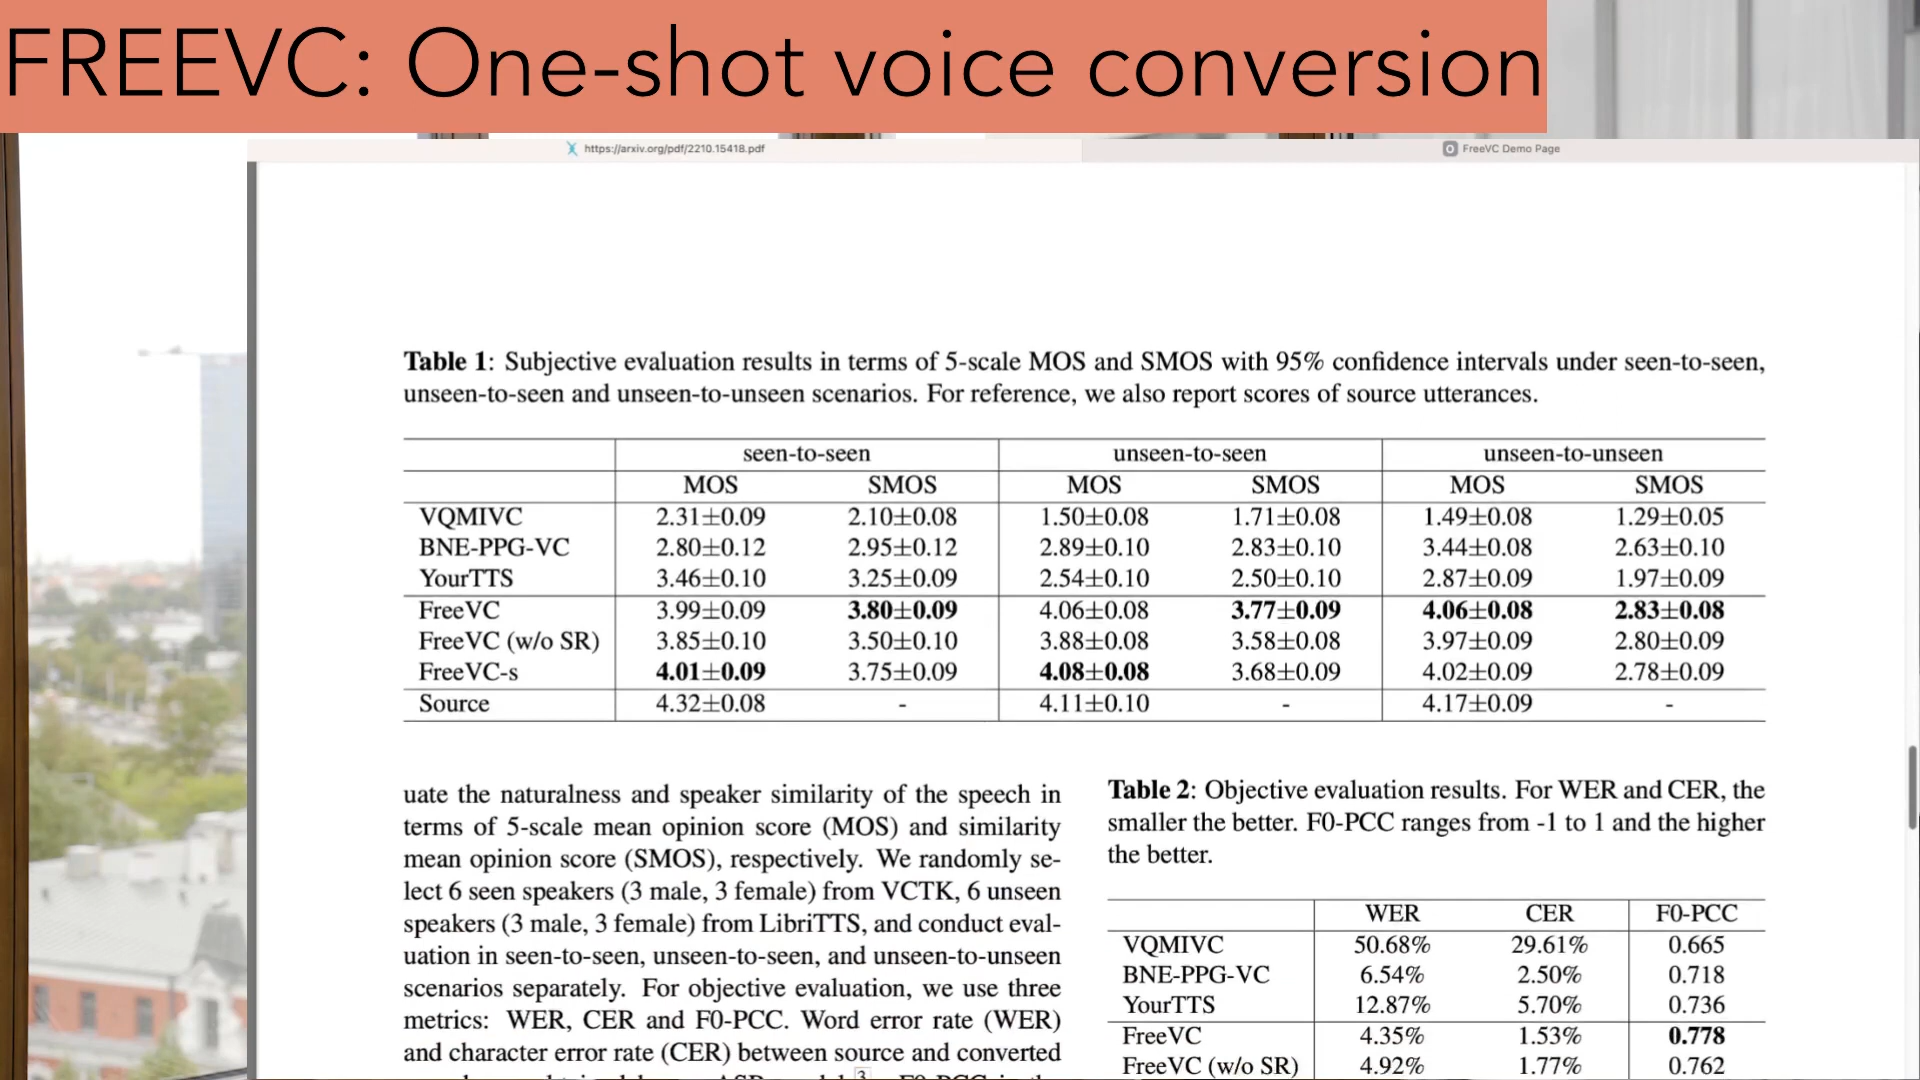 FREEVC: One-shot voice conversion
https://arxiv.org/pdf/2210.15418.pdf
FreeVC Demo Page
Table 1: Subjective evaluation results in terms of 5-scale MOS and SMOS with 95% confidence intervals under seen-to-seen,
unseen-to-seen and unseen-to-unseen scenarios. For reference, we also report scores of source utterances.
seen-to-seen unseen-to-seen unseen-to-unseen
MOS SMOS MOS SMOS MOS SMOS
VQMIVC 2.31±0.09 2.10±0.08 1.50±0.08 1.71±0.08 1.49±0.08 1.29±0.05
BNE-PPG-VC 2.80±0.12 2.95±0.12 2.89±0.10 2.83±0.10 3.44±0.08 2.63±0.10
YourTTS 3.46±0.10 3.25±0.09 2.54±0.10 2.50±0.10 2.87±0.09 1.97±0.09
FreeVC 3.99±0.09 3.80±0.09 4.06±0.08 3.77±0.09 4.06±0.08 2.83±0.08
FreeVC (w/o SR) 3.85±0.10 3.50±0.10 3.88±0.08 3.58±0.08 3.97±0.09 2.80±0.09
FreeVC-s 4.01±0.09 3.75±0.09 4.08±0.08 3.68±0.09 4.02±0.09 2.78±0.09
Source 4.32±0.08 - 4.11±0.10 - 4.17±0.09 -
uate the naturalness and speaker similarity of the speech in
terms of 5-scale mean opinion score (MOS) and similarity
mean opinion score (SMOS), respectively. We randomly se-
lect 6 seen speakers (3 male, 3 female) from VCTK, 6 unseen
speakers (3 male, 3 female) from LibriTTS, and conduct eval-
uation in seen-to-seen, unseen-to-seen, and unseen-to-unseen
scenarios separately. For objective evaluation, we use three
metrics: WER, CER and F0-PCC. Word error rate (WER)
and character error rate (CER) between source and converted
Table 2: Objective evaluation results. For WER and CER, the
smaller the better. F0-PCC ranges from -1 to 1 and the higher
the better.
WER CER F0-PCC
VQMIVC 50.68% 29.61% 0.665
BNE-PPG-VC 6.54% 2.50% 0.718
YourTTS 12.87% 5.70% 0.736
FreeVC 4.35% 1.53% 0.778
FreeVC (w/o SR) 4.92% 1.77% 0.762